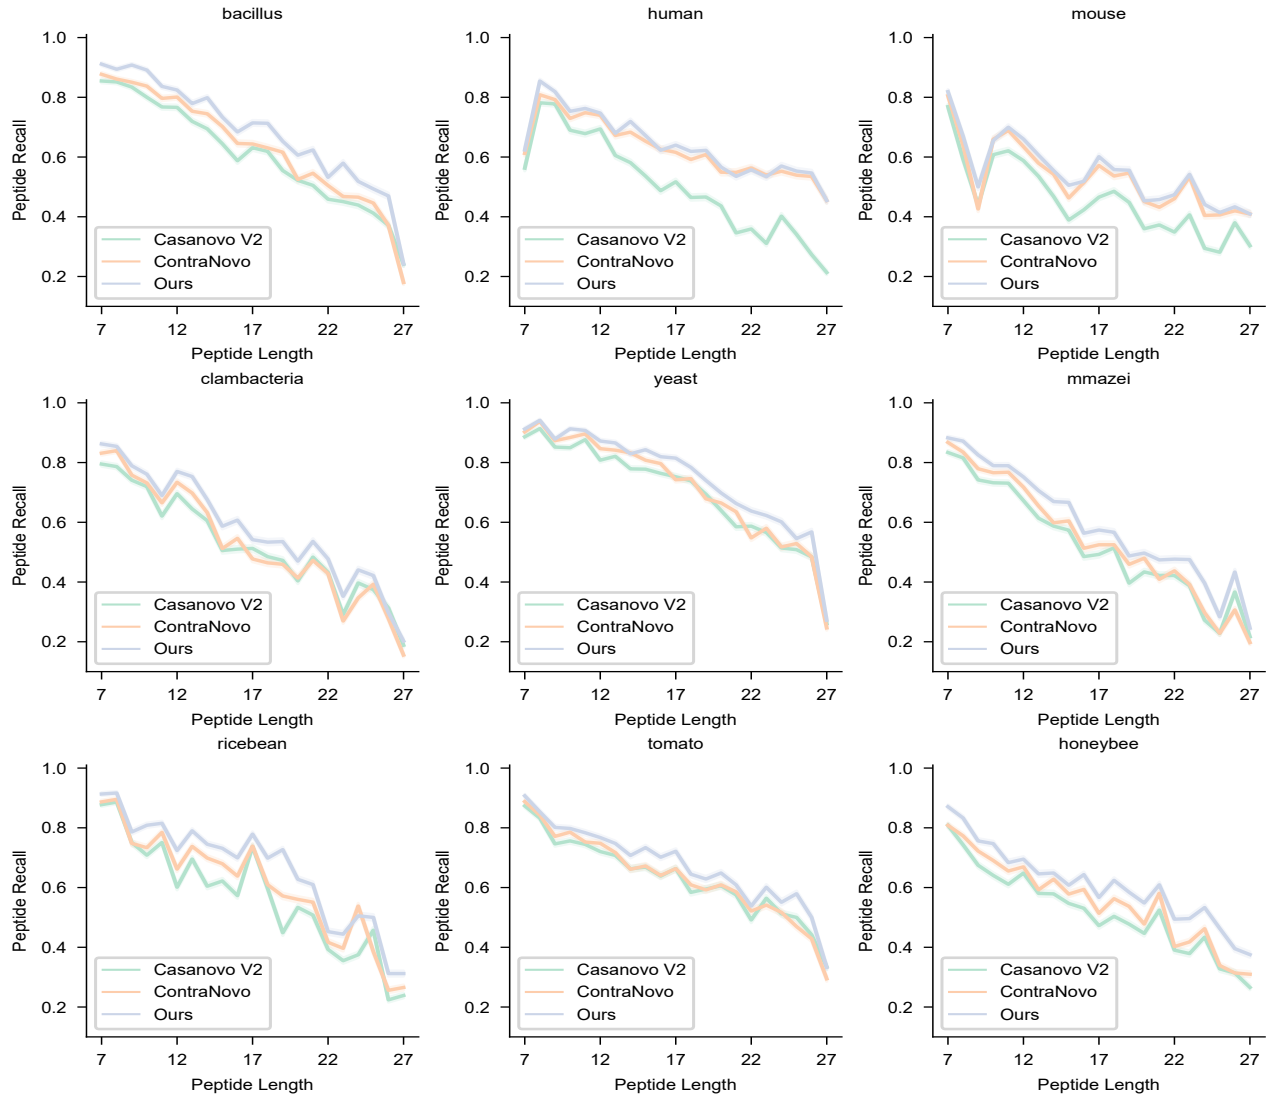 bacillus
1.0
0.8
0.6
0.4
0.2
Peptide Recall
Casanovo V2
ContraNovo
Ours
7 12 17 22 27
Peptide Length
human
1.0
0.8
0.6
0.4
0.2
Peptide Recall
Casanovo V2
ContraNovo
Ours
7 12 17 22 27
Peptide Length
mouse
1.0
0.8
0.6
0.4
0.2
Peptide Recall
Casanovo V2
ContraNovo
Ours
7 12 17 22 27
Peptide Length
clambacteria
1.0
0.8
0.6
0.4
0.2
Peptide Recall
Casanovo V2
ContraNovo
Ours
7 12 17 22 27
Peptide Length
yeast
1.0
0.8
0.6
0.4
0.2
Peptide Recall
Casanovo V2
ContraNovo
Ours
7 12 17 22 27
Peptide Length
mmazei
1.0
0.8
0.6
0.4
0.2
Peptide Recall
Casanovo V2
ContraNovo
Ours
7 12 17 22 27
Peptide Length
ricebean
1.0
0.8
0.6
0.4
0.2
Peptide Recall
Casanovo V2
ContraNovo
Ours
7 12 17 22 27
Peptide Length
tomato
1.0
0.8
0.6
0.4
0.2
Peptide Recall
Casanovo V2
ContraNovo
Ours
7 12 17 22 27
Peptide Length
honeybee
1.0
0.8
0.6
0.4
0.2
Peptide Recall
Casanovo V2
ContraNovo
Ours
7 12 17 22 27
Peptide Length